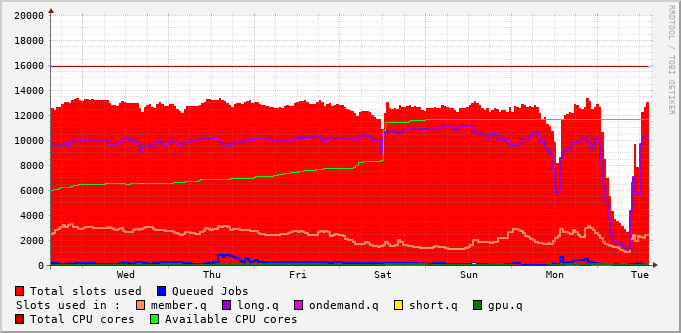 20000
18000
16000
14000
12000
10000
8000
6000
4000
2000
0
Wed Thu Fri Sat Sun Mon Tue
RRDTOOL / TOBI OETIKER
Total slots used Queued Jobs
Slots used in : member.q long.q ondemand.q short.q gpu.q
Total CPU cores Available CPU cores